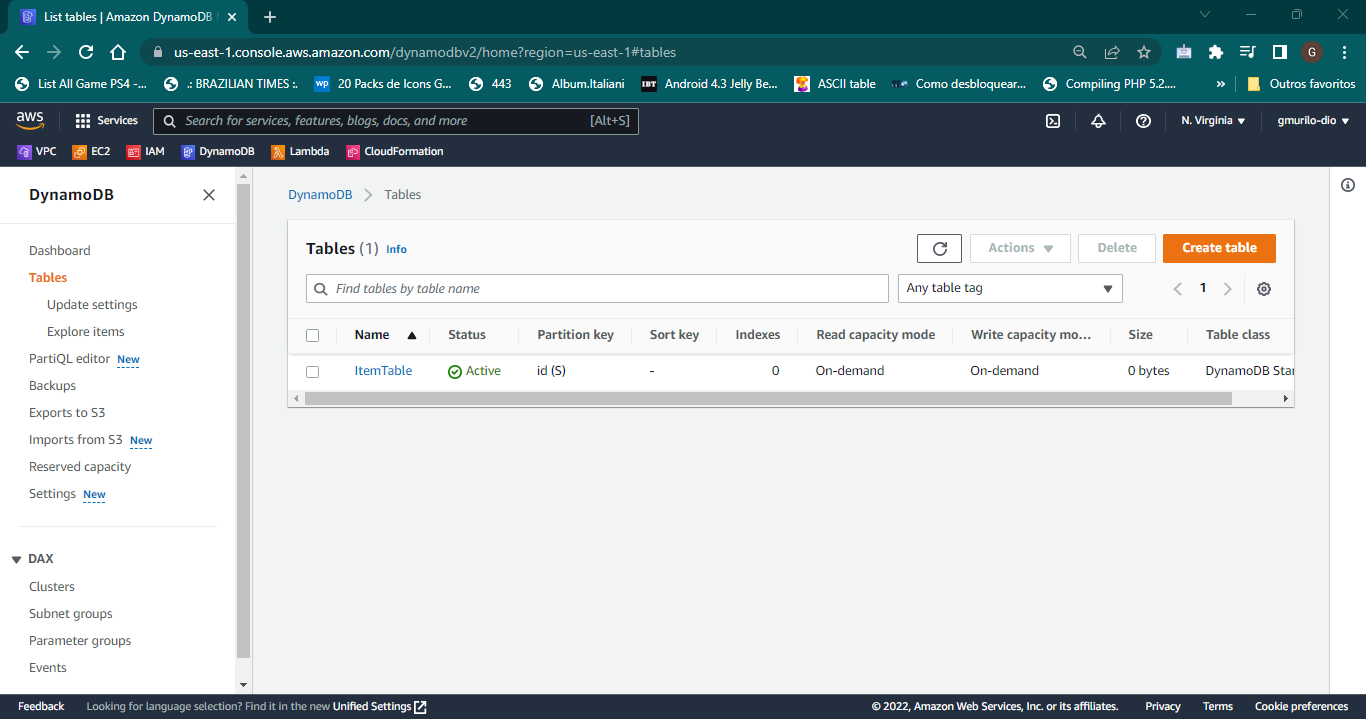 List tables | Amazon DynamoDB
us-east-1.console.aws.amazon.com/dynamodbv2/home?region=us-east-1#tables
G
List All Game PS4 -... .: BRAZILIAN TIMES :. wp 20 Packs de Icons G... 443 Album.Italiani IBT Android 4.3 Jelly Be... ASCII table Como desbloquear... Compiling PHP 5.2.... » Outros favoritos
aws Services Search for services, features, blogs, docs, and more [Alt+S] N. Virginia gmurilo-dio
VPC EC2 IAM DynamoDB Lambda CloudFormation
DynamoDB
Dashboard
Tables
Update settings
Explore items
PartiQL editor New
Backups
Exports to S3
Imports from S3 New
Reserved capacity
Settings New
DAX
Clusters
Subnet groups
Parameter groups
Events
DynamoDB Tables
Tables (1) Info Actions Delete Create table
Find tables by table name Any table tag 1
Name Status Partition key Sort key Indexes Read capacity mode Write capacity mo... Size Table class
ItemTable Active id (S) - 0 On-demand On-demand 0 bytes DynamoDB Star
Feedback Looking for language selection? Find it in the new Unified Settings © 2022, Amazon Web Services, Inc. or its affiliates. Privacy Terms Cookie preferences